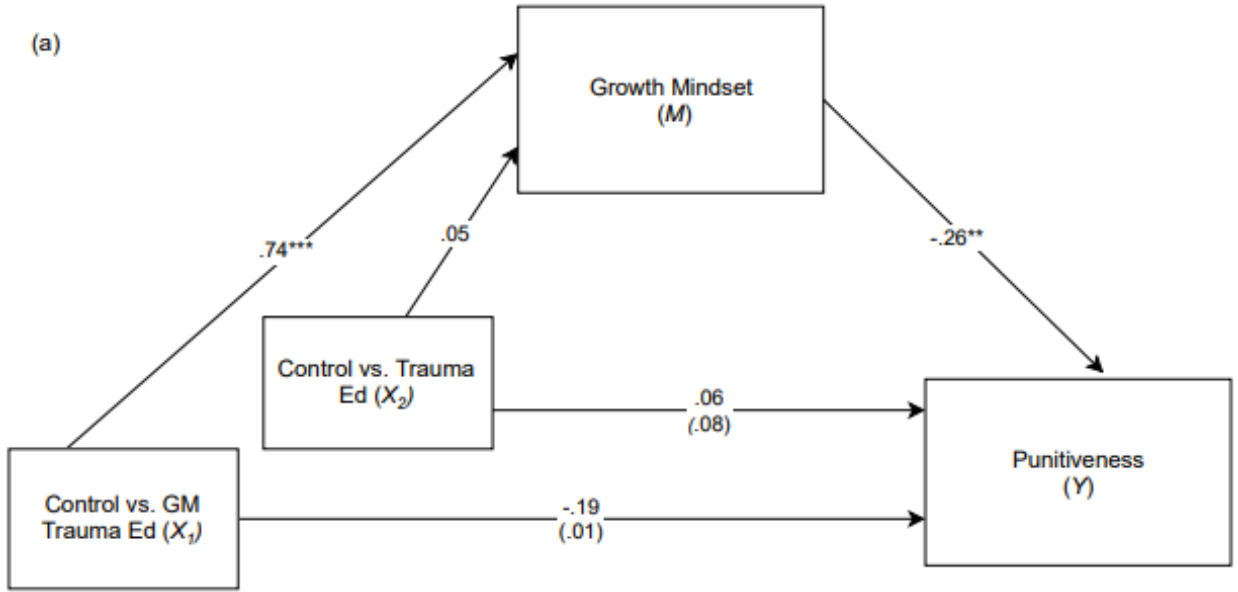 (a)
Growth Mindset
(M)
.74***
.05
-.26**
Control vs. Trauma
Ed (X₂)
.06
(.08)
Punitiveness
(Y)
Control vs. GM
Trauma Ed (X₁)
-.19
(.01)